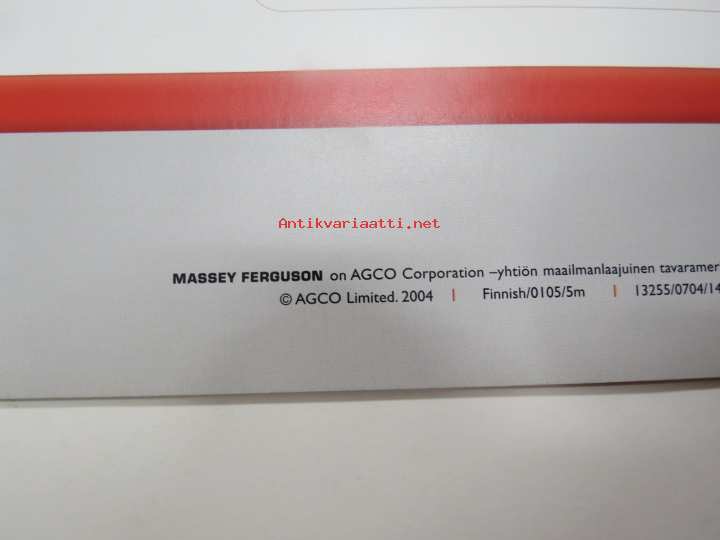 Antikvariaatti.net
MASSEY FERGUSON on AGCO Corporation –yhtiön maailmanlaajuinen tavaramer
© AGCO Limited. 2004 | Finnish/0105/5m | 13255/0704/14